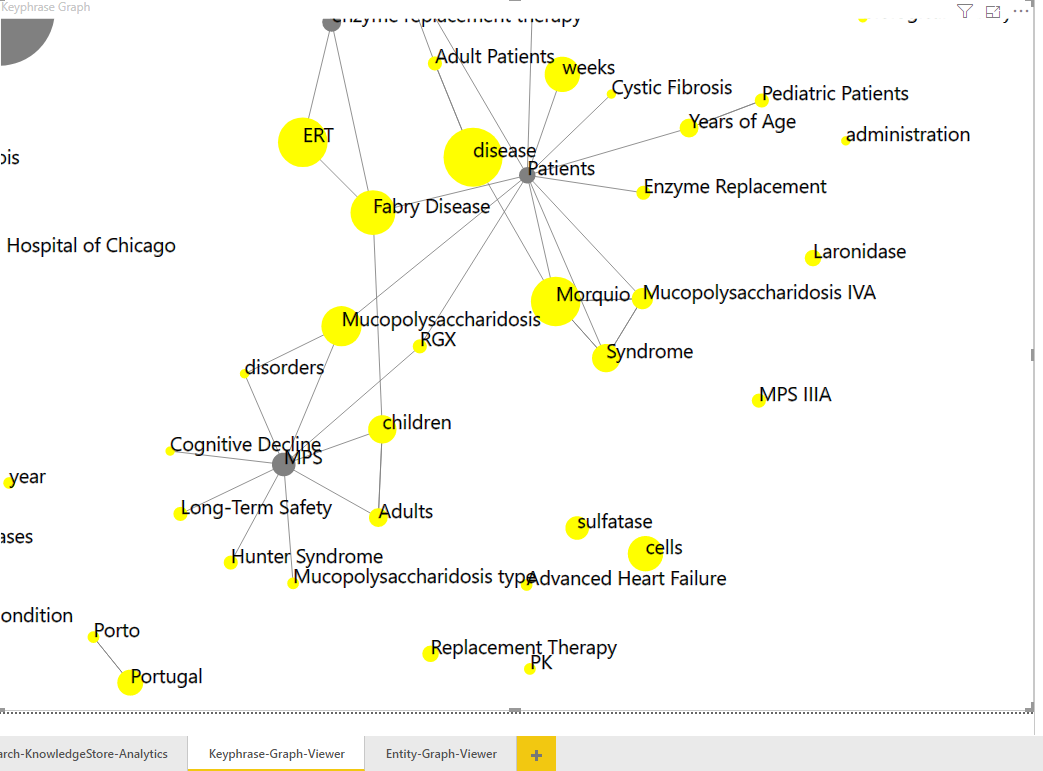 Keyphrase Graph
enzyme replacement therapy
Adult Patients
weeks
Cystic Fibrosis
Pediatric Patients
Years of Age
administration
ERT
disease
Patients
Enzyme Replacement
Fabry Disease
Hospital of Chicago
Laronidase
Morquio
Mucopolysaccharidosis IVA
Mucopolysaccharidosis
RGX
Syndrome
disorders
MPS IIIA
children
Cognitive Decline
MPS
year
Long-Term Safety
Adults
sulfatase
cells
Hunter Syndrome
Mucopolysaccharidosis type
Advanced Heart Failure
Porto
Replacement Therapy
PK
Portugal
arch-KnowledgeStore-Analytics
Keyphrase-Graph-Viewer
Entity-Graph-Viewer